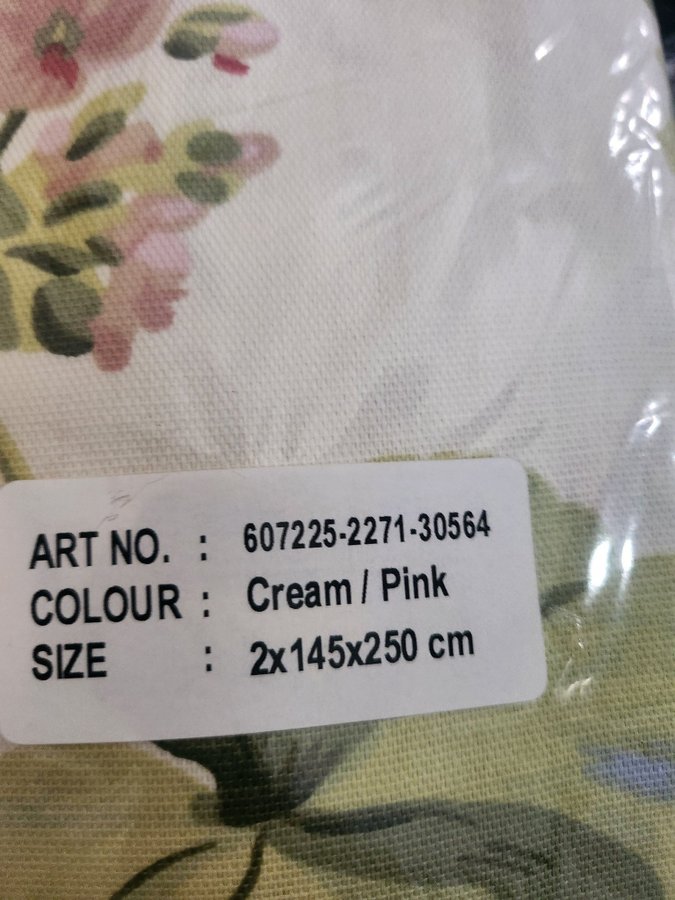 ART NO. : 607225-2271-30564
COLOUR : Cream / Pink
SIZE : 2x145x250 cm